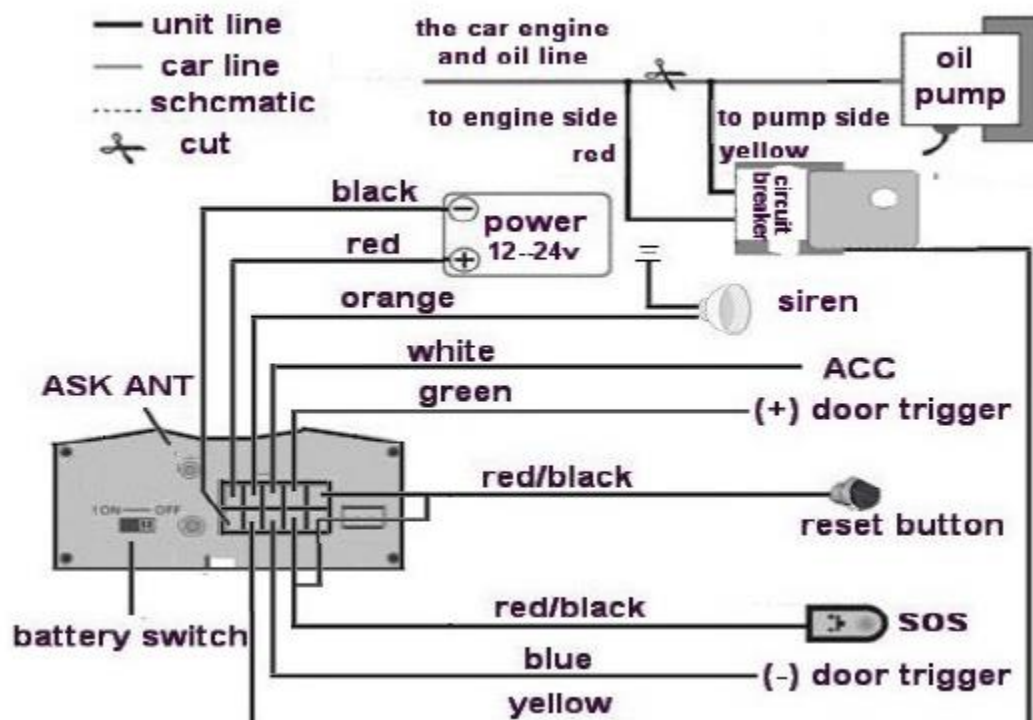 unit line
car line
schcmatic
cut
the car engine
and oil line
oil
pump
to engine side
red
to pump side
yellow
circuit
breaker
black
power
12--24v
red
orange
siren
white
ACC
green
(+) door trigger
ASK ANT
red/black
reset button
ON OFF
red/black
SOS
battery switch
blue
(-) door trigger
yellow